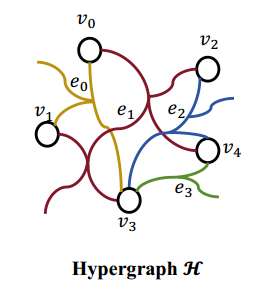 v₀
v₂
e₀
v₁
e₁
e₂
v₄
e₃
v₃
Hypergraph ℋ